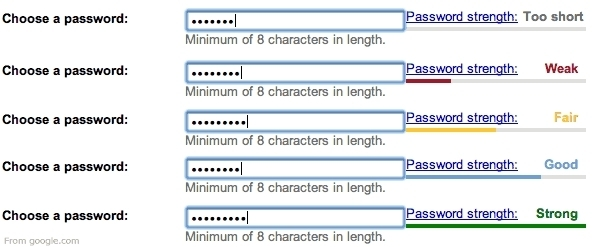 Choose a password: ••••••• Password strength: Too short
Minimum of 8 characters in length.
Choose a password: •••••••• Password strength: Weak
Minimum of 8 characters in length.
Choose a password: ••••••••• Password strength: Fair
Minimum of 8 characters in length.
Choose a password: •••••••• Password strength: Good
Minimum of 8 characters in length.
Choose a password: ••••••••• Password strength: Strong
Minimum of 8 characters in length.
From google.com